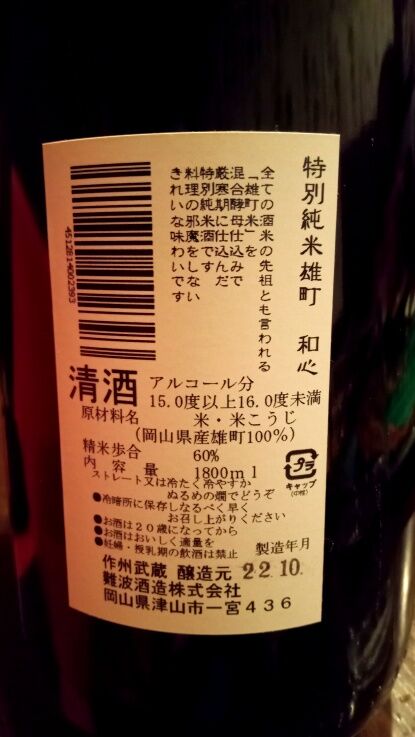 特別純米雄町 和心
全ての酒米の先祖とも言われる
「雄町」を
混合酵母仕込みで
厳寒期に仕込んだ
特別純米酒です
料理の邪魔をしない
きれいな味わいです
4512814002393
清酒 アルコール分
15.0度以上16.0度未満
原材料名 米・米こうじ
(岡山県産雄町100%)
精米歩合 60%
内容量 1800ml
ストレート又は冷たく冷やすか
ぬるめの燗でどうぞ
●冷暗所に保存しなるべく早く
お召し上がりください
●お酒は20歳になってから
●お酒はおいしく適量を
●妊婦・授乳期の飲酒は禁止
プラ
キャップ
製造年月
22.10.
作州武蔵 醸造元
難波酒造株式会社
岡山県津山市一宮436